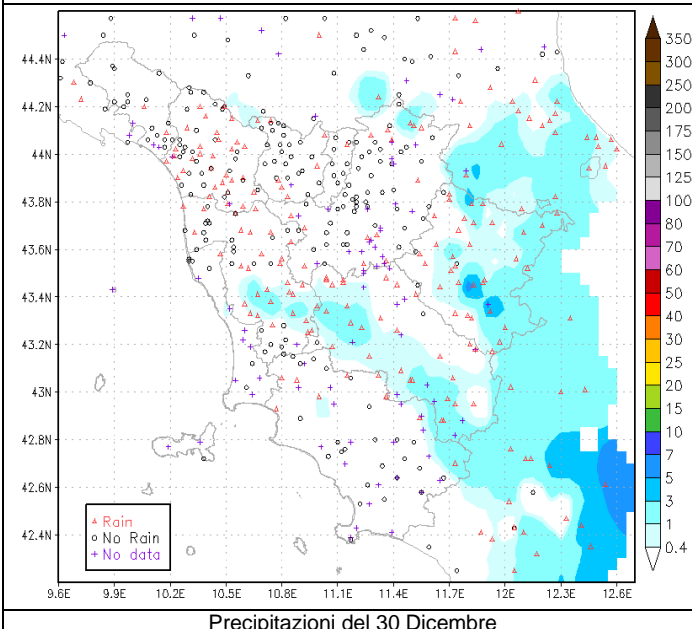 44.4N
44.2N
44N
43.8N
43.6N
43.4N
43.2N
43N
42.8N
42.6N
42.4N
9.6E 9.9E 10.2E 10.5E 10.8E 11.1E 11.4E 11.7E 12E 12.3E 12.6E
Rain
No Rain
No data
350
300
250
200
175
150
125
100
80
70
60
50
40
30
25
20
15
10
7
5
3
1
0.4
Precipitazioni del 30 Dicembre